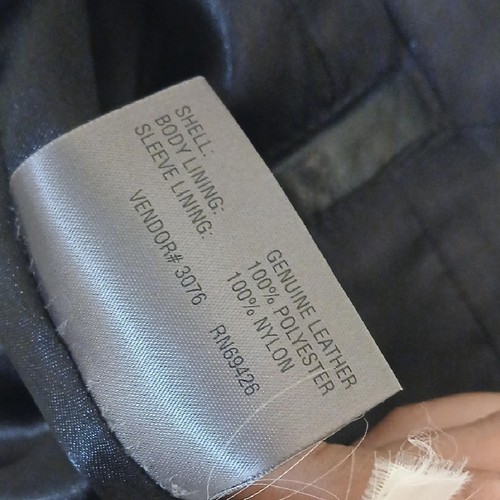 SHELL: GENUINE LEATHER
BODY LINING: 100% POLYESTER
SLEEVE LINING: 100% NYLON
VENDOR# 3076 RN69426